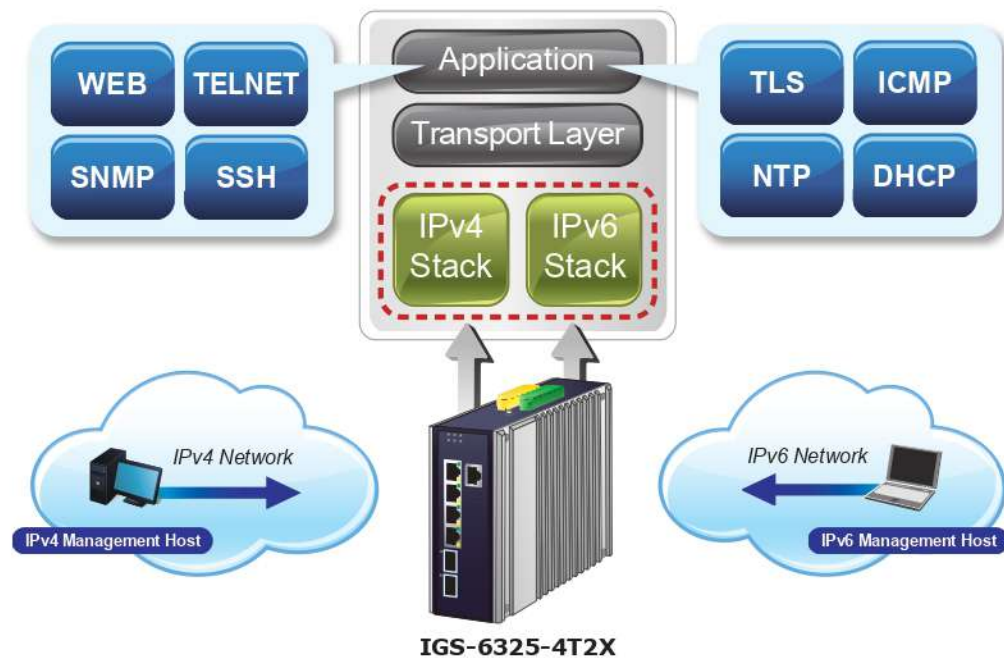 WEB
TELNET
SNMP
SSH
Application
Transport Layer
IPv4
Stack
IPv6
Stack
TLS
ICMP
NTP
DHCP
IPv4 Network
IPv4 Management Host
IPv6 Network
IPv6 Management Host
IGS-6325-4T2X